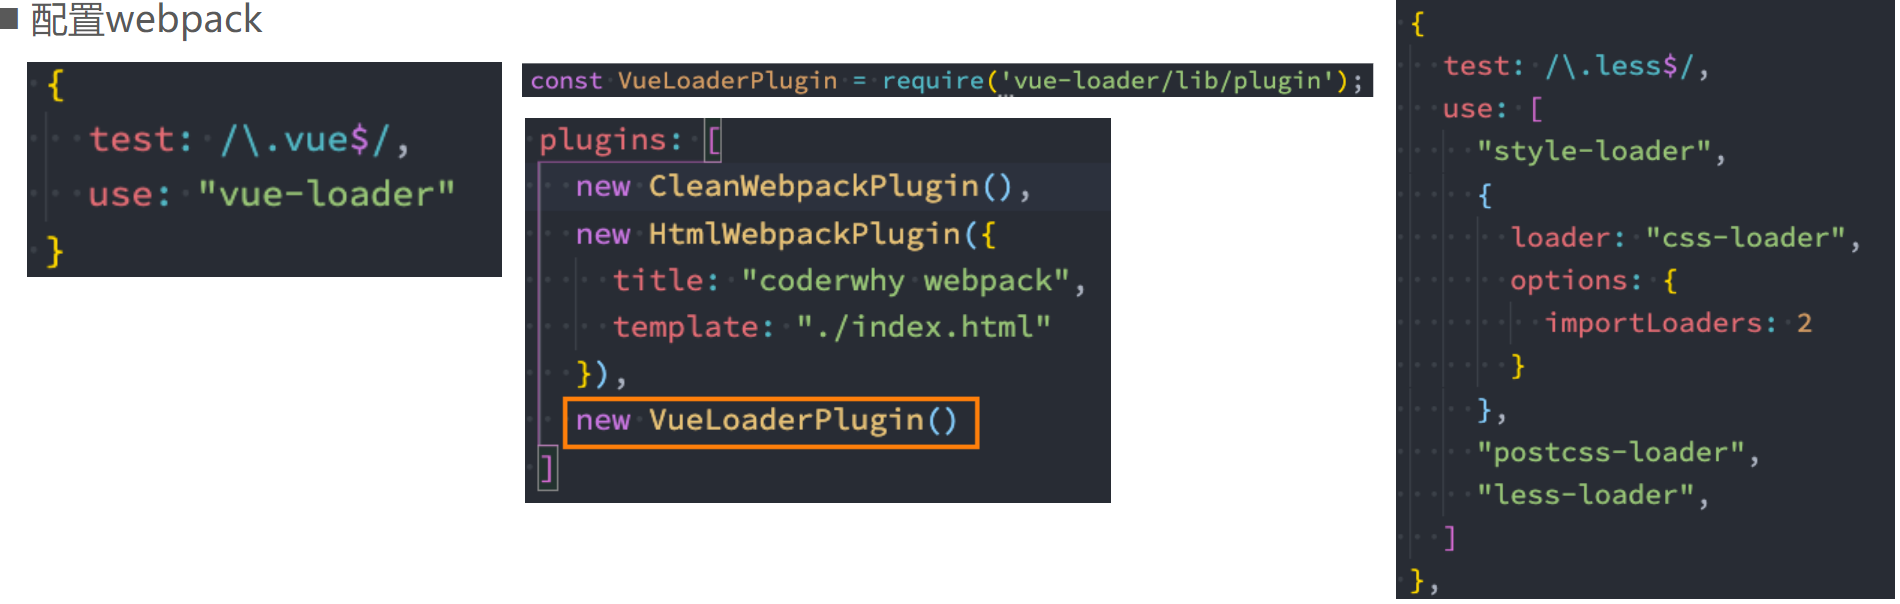 配置webpack
{
test: /\.vue$/,
use: "vue-loader"
}
const VueLoaderPlugin = require('vue-loader/lib/plugin');
plugins: [
new CleanWebpackPlugin(),
new HtmlWebpackPlugin({
title: "coderwhy webpack",
template: "./index.html"
}),
new VueLoaderPlugin()
]
{
test: /\.less$/,
use: [
"style-loader",
{
loader: "css-loader",
options: {
importLoaders: 2
}
},
"postcss-loader",
"less-loader",
]
},